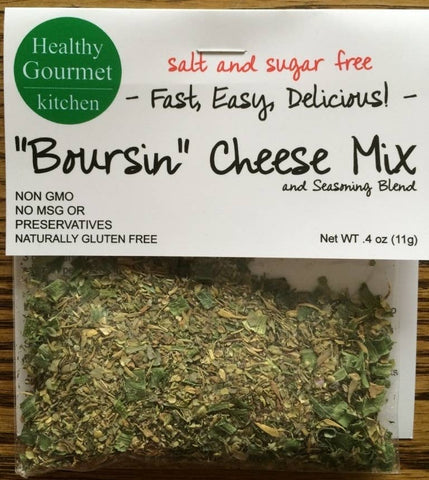 Healthy
Gourmet
kitchen
salt and sugar free
- Fast, Easy, Delicious! -
"Boursin" Cheese Mix
and Seasoning Blend
NON GMO
NO MSG OR
PRESERVATIVES
NATURALLY GLUTEN FREE
Net WT .4 oz (11g)